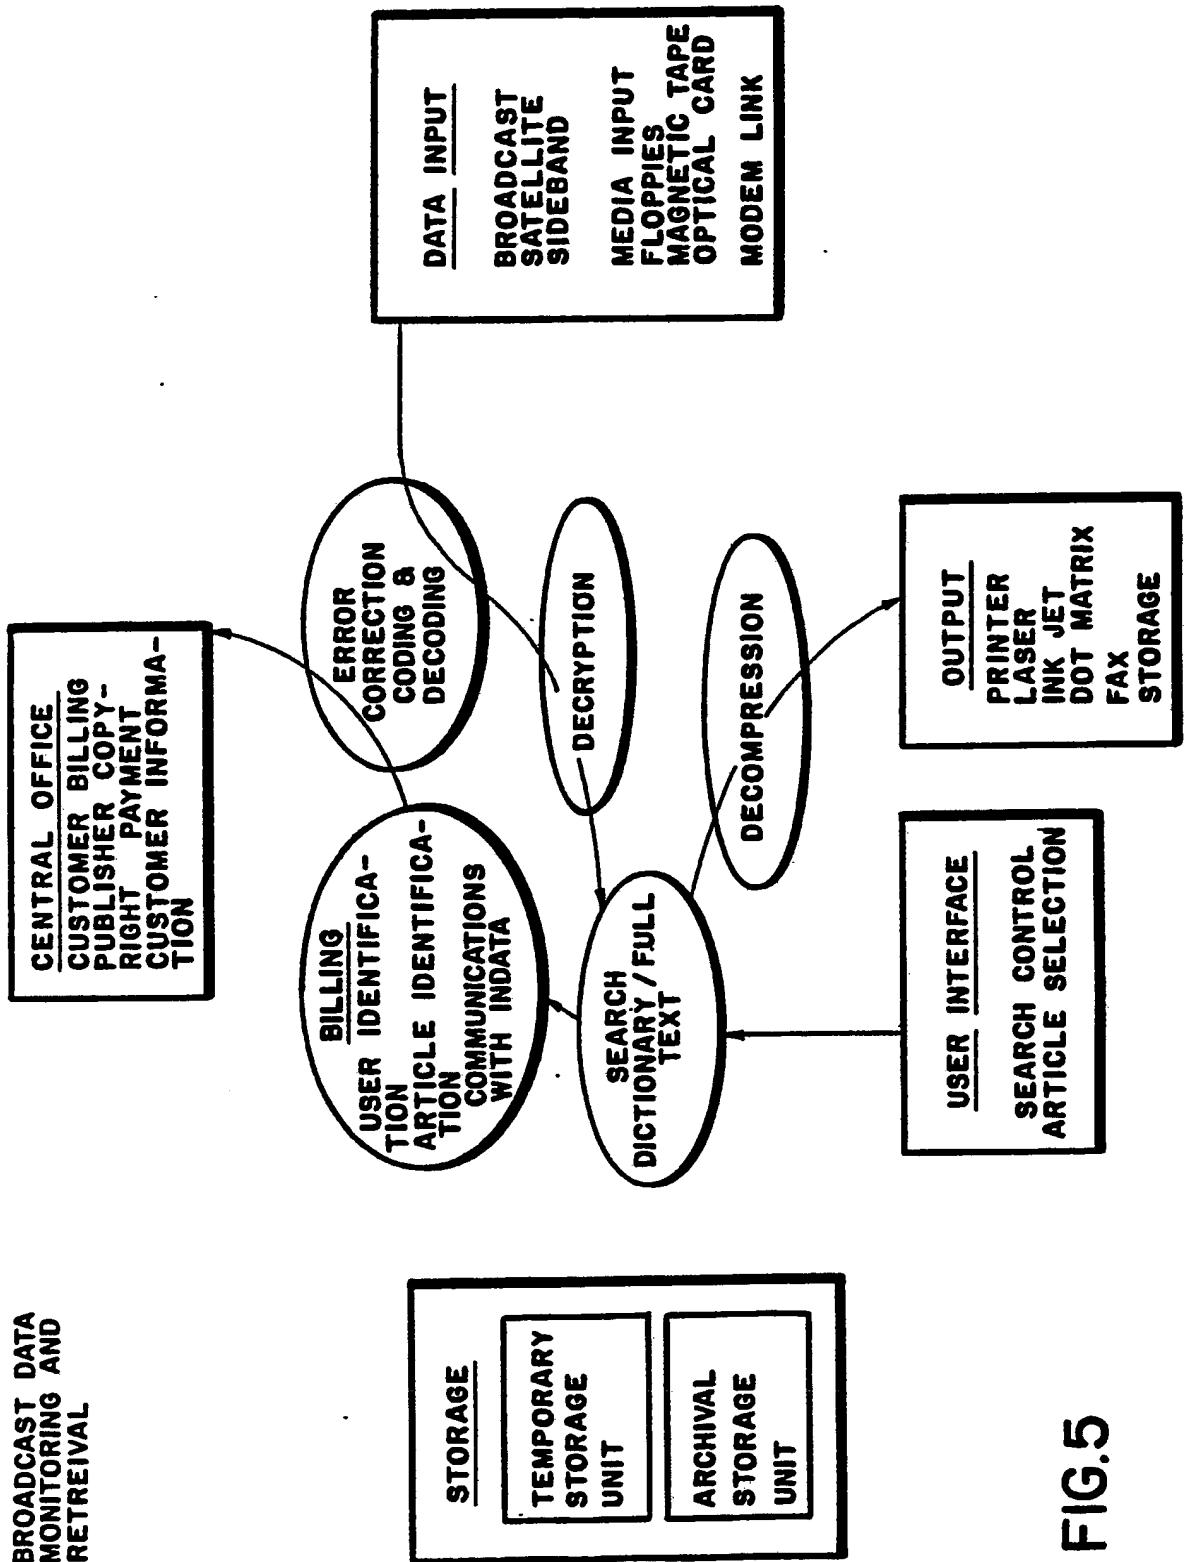 BROADCAST DATA
MONITORING AND
RETREIVAL
CENTRAL OFFICE
CUSTOMER BILLING
PUBLISHER COPY-
RIGHT PAYMENT
CUSTOMER INFORMA-
TION
STORAGE
TEMPORARY
STORAGE
UNIT
ARCHIVAL
STORAGE
UNIT
BILLING
USER IDENTIFICA-
TION
ARTICLE IDENTIFICA-
TION
COMMUNICATIONS
WITH INDATA
ERROR
CORRECTION
CODING &
DECODING
DATA INPUT
BROADCAST
SATELLITE
SIDEBAND
MEDIA INPUT
FLOPPIES
MAGNETIC TAPE
OPTICAL CARD
MODEM LINK
SEARCH
DICTIONARY/FULL
TEXT
DECRYPTION
DECOMPRESSION
USER INTERFACE
SEARCH CONTROL
ARTICLE SELECTION
OUTPUT
PRINTER
LASER
INK JET
DOT MATRIX
FAX
STORAGE
FIG.5